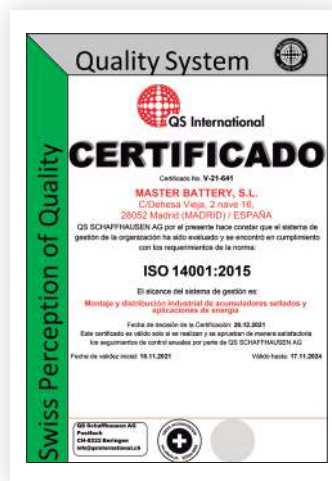 Quality System
Swiss Perception of Quality
QS International
CERTIFICADO
Certificado No. V-21-641
MASTER BATTERY, S.L.
C/Dehesa Vieja, 2 nave 16,
28052 Madrid (MADRID) / ESPAÑA
QS SCHAFFHAUSEN AG por el presente hace constar que el sistema de
gestión de la organización ha sido evaluado y se encontró en cumplimiento
con los requerimientos de la norma:
ISO 14001:2015
El alcance del sistema de gestión es:
Montaje y distribución industrial de acumuladores sellados y
aplicaciones de energía
Fecha de decisión de la Certificación: 20.12.2021
Este certificado es válido solo si se realizan y se aprueban de manera satisfactoria
los seguimientos de control anuales por parte de QS SCHAFFHAUSEN AG
Fecha de validez inicial: 18.11.2021 Válido hasta: 17.11.2024
QS Schaffhausen AG
Postfach
CH-8222 Beringen
info@qsinternational.ch